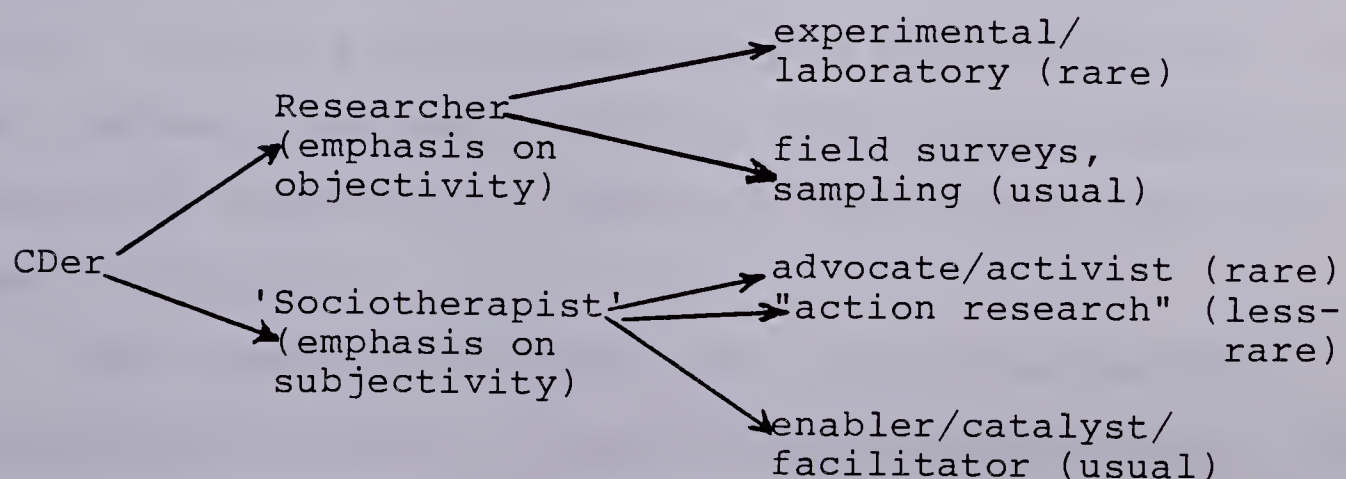 experimental/
laboratory (rare)
Researcher
(emphasis on
objectivity)
field surveys,
sampling (usual)
CDer
'Sociotherapist'
(emphasis on
subjectivity)
advocate/activist (rare)
"action research" (less-
rare)
enabler/catalyst/
facilitator (usual)